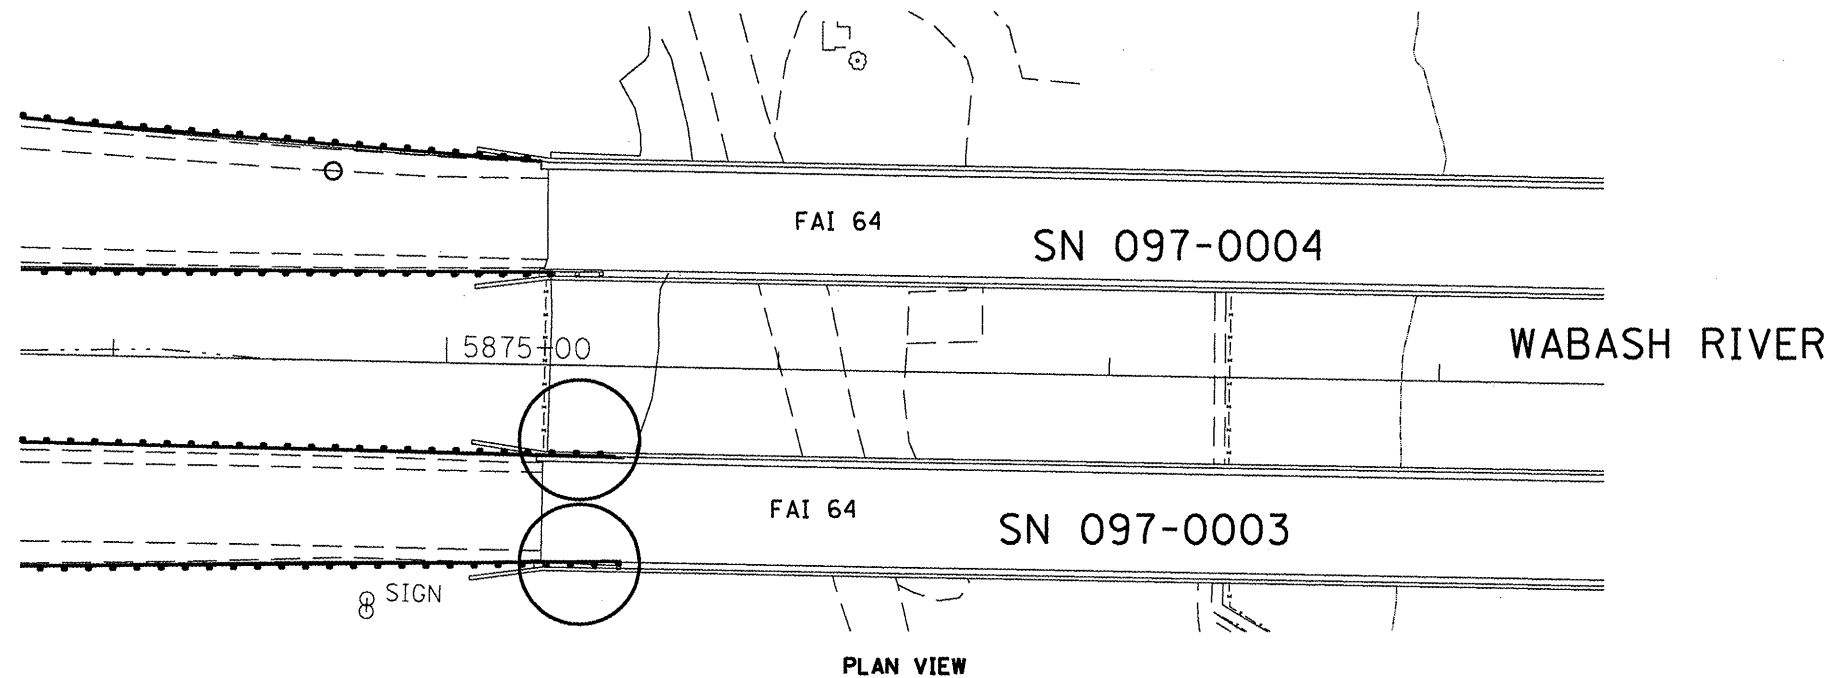 FAI 64
SN 097-0004
5875+00
WABASH RIVER
FAI 64
SN 097-0003
SIGN
PLAN VIEW